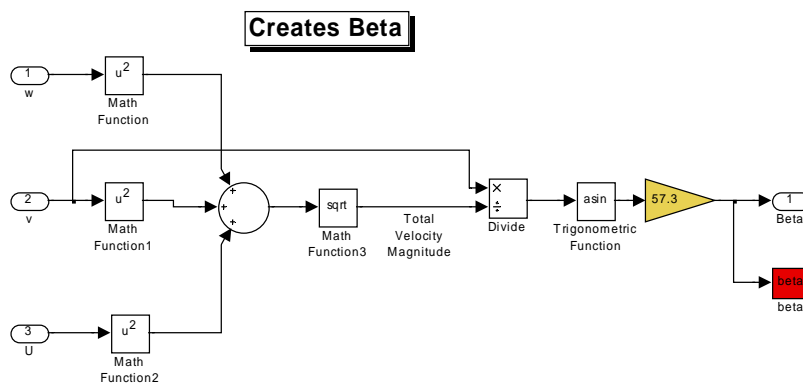 Creates Beta
1
w
u²
Math
Function
2
v
u²
Math
Function1
3
U
u²
Math
Function2
+
+
+
sqrt
Math
Function3
Total
Velocity
Magnitude
×
÷
Divide
asin
Trigonometric
Function
57.3
1
Beta
beta
beta